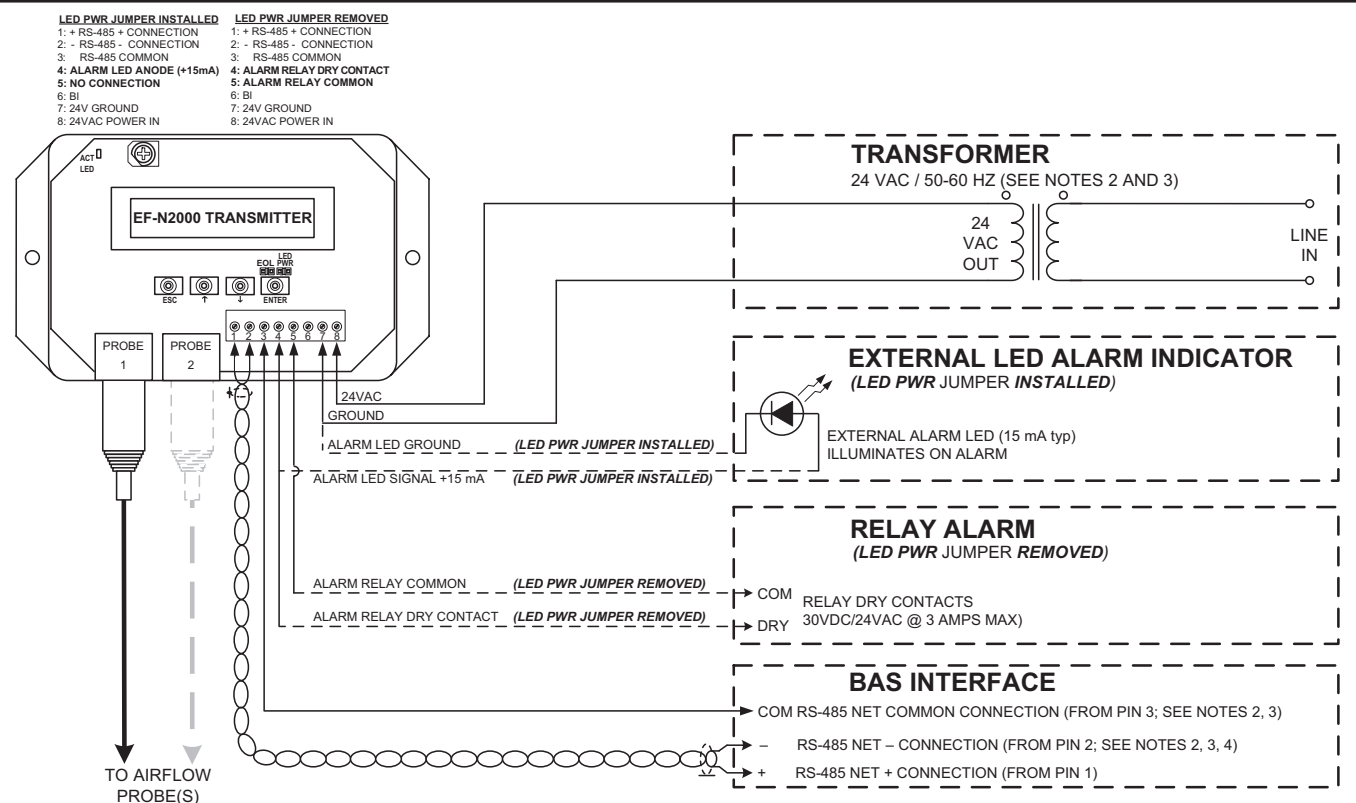 LED PWR JUMPER INSTALLED
1: + RS-485 + CONNECTION
2: - RS-485 - CONNECTION
3: RS-485 COMMON
4: ALARM LED ANODE (+15mA)
5: NO CONNECTION
6: BI
7: 24V GROUND
8: 24VAC POWER IN
LED PWR JUMPER REMOVED
1: + RS-485 + CONNECTION
2: - RS-485 - CONNECTION
3: RS-485 COMMON
4: ALARM RELAY DRY CONTACT
5: ALARM RELAY COMMON
6: BI
7: 24V GROUND
8: 24VAC POWER IN
ACT
LED
EF-N2000 TRANSMITTER
EOL
LED
PWR
ESC
↑
↓
ENTER
1 2 3 4 5 6 7 8
PROBE
1
PROBE
2
TRANSFORMER
24 VAC / 50-60 HZ (SEE NOTES 2 AND 3)
24
VAC
OUT
LINE
IN
24VAC
GROUND
EXTERNAL LED ALARM INDICATOR
(LED PWR JUMPER INSTALLED)
ALARM LED GROUND (LED PWR JUMPER INSTALLED)
EXTERNAL ALARM LED (15 mA typ)
ILLUMINATES ON ALARM
ALARM LED SIGNAL +15 mA (LED PWR JUMPER INSTALLED)
RELAY ALARM
(LED PWR JUMPER REMOVED)
ALARM RELAY COMMON (LED PWR JUMPER REMOVED)
COM
RELAY DRY CONTACTS
30VDC/24VAC @ 3 AMPS MAX)
ALARM RELAY DRY CONTACT (LED PWR JUMPER REMOVED)
DRY
BAS INTERFACE
COM RS-485 NET COMMON CONNECTION (FROM PIN 3; SEE NOTES 2, 3)
– RS-485 NET – CONNECTION (FROM PIN 2; SEE NOTES 2, 3, 4)
+ RS-485 NET + CONNECTION (FROM PIN 1)
TO AIRFLOW
PROBE(S)